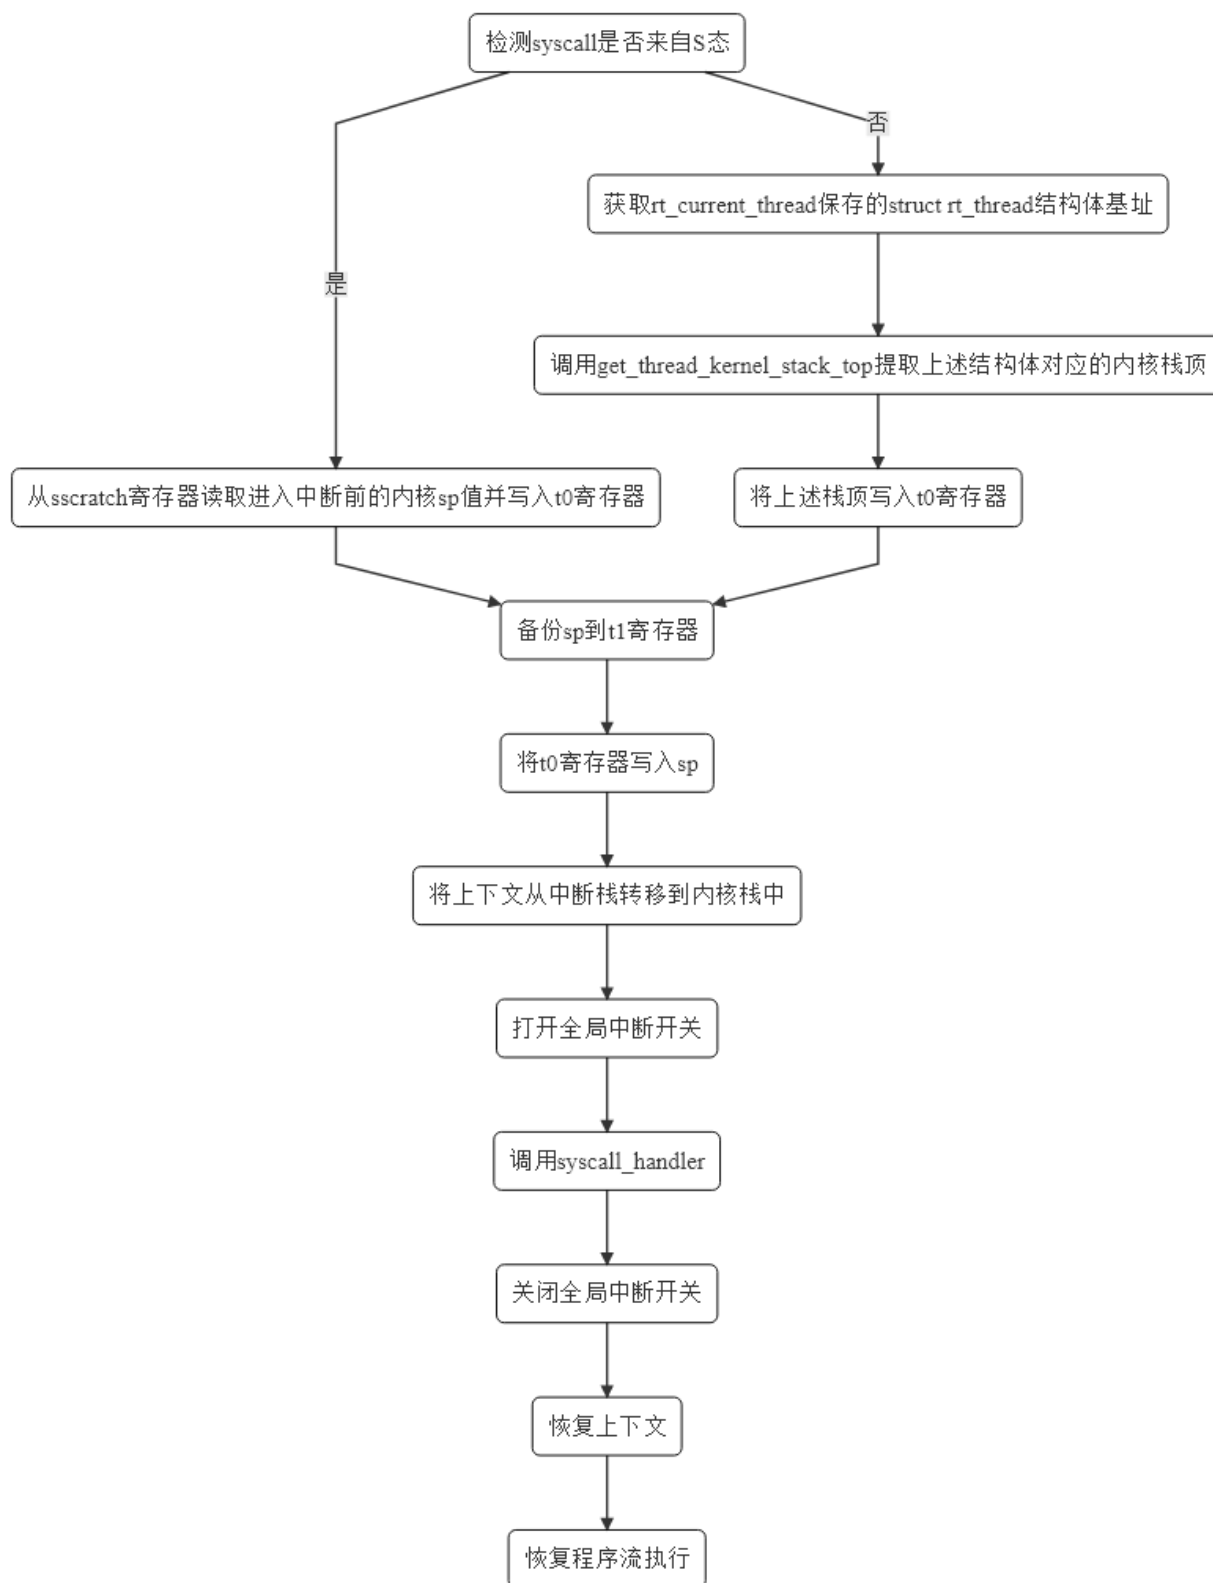 检测syscall是否来自S态
否
获取rt_current_thread保存的struct rt_thread结构体基址
是
调用get_thread_kernel_stack_top提取上述结构体对应的内核栈顶
从sscratch寄存器读取进入中断前的内核sp值并写入t0寄存器
将上述栈顶写入t0寄存器
备份sp到t1寄存器
将t0寄存器写入sp
将上下文从中断栈转移到内核栈中
打开全局中断开关
调用syscall_handler
关闭全局中断开关
恢复上下文
恢复程序流执行